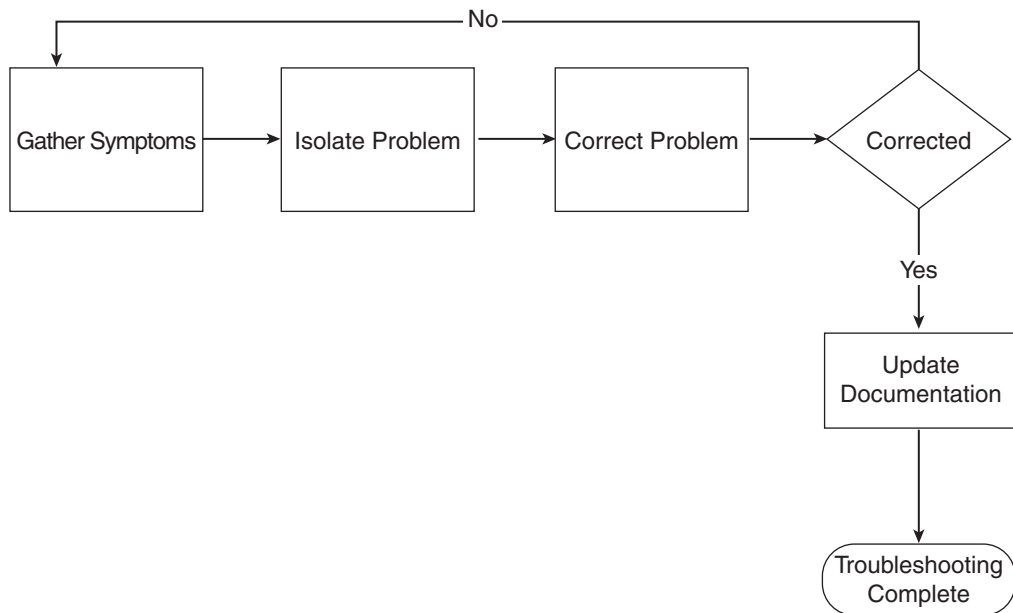 No
Gather Symptoms
Isolate Problem
Correct Problem
Corrected
Yes
Update
Documentation
Troubleshooting
Complete